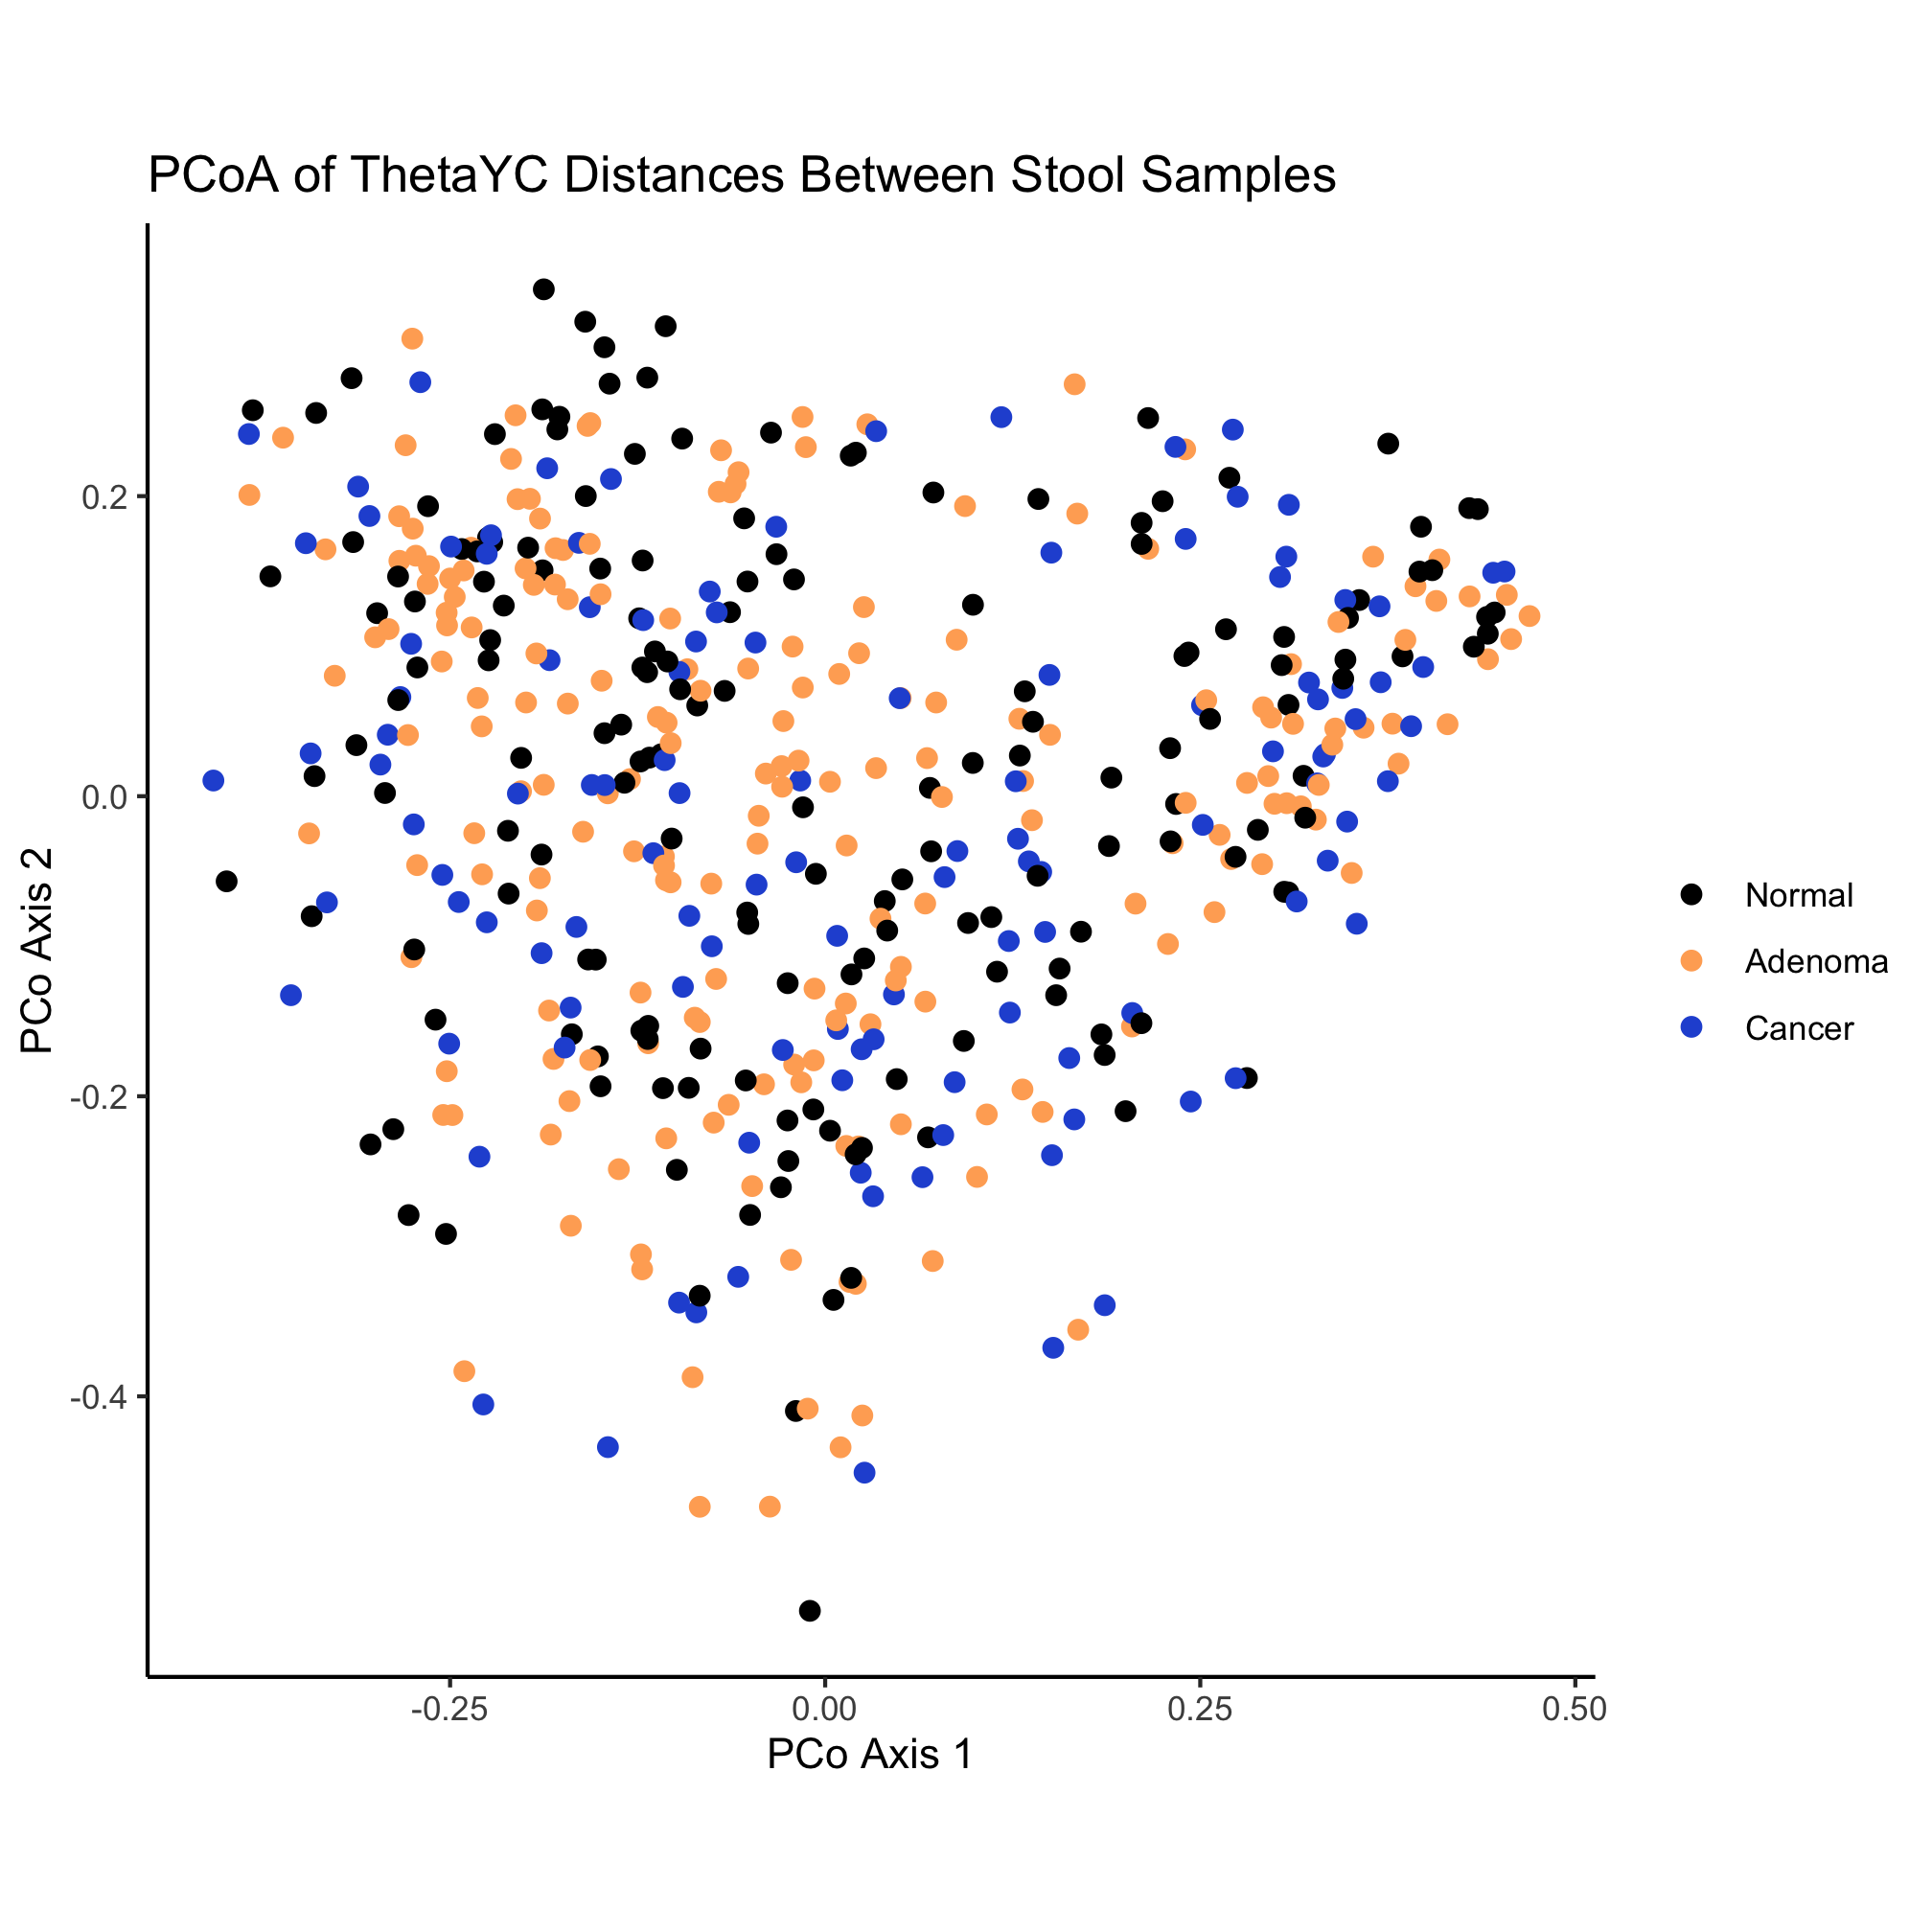 PCoA of ThetaYC Distances Between Stool Samples
0.2
0.0
-0.2
-0.4
PCo Axis 2
-0.25
0.00
0.25
0.50
PCo Axis 1
Normal
Adenoma
Cancer